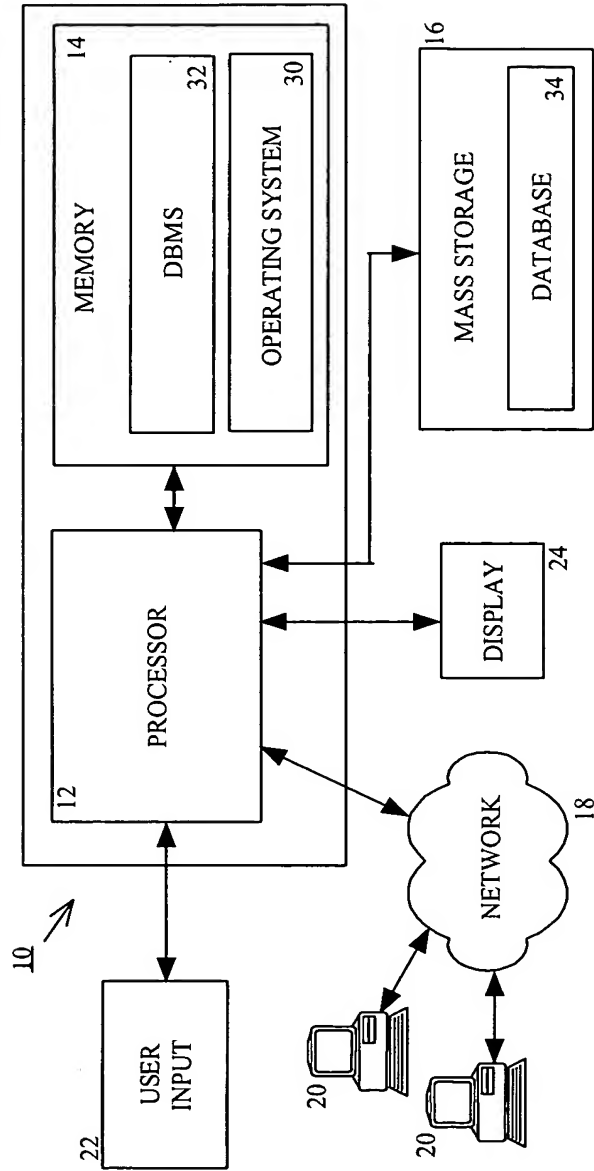 10
22
USER
INPUT
12
PROCESSOR
MEMORY
14
DBMS
32
OPERATING SYSTEM
30
20
20
NETWORK
18
DISPLAY
24
16
MASS STORAGE
DATABASE
34